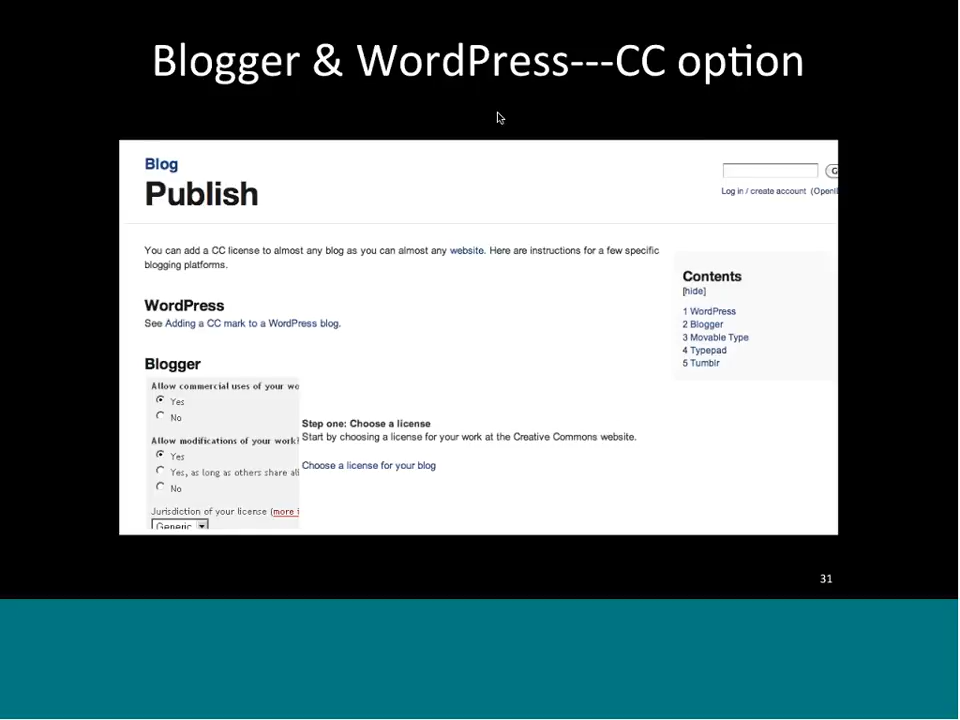 Blogger & WordPress---CC option
Blog
Publish
G
Log in / create account (OpenI
You can add a CC license to almost any blog as you can almost any website. Here are instructions for a few specific
blogging platforms.
Contents
[hide]
1 WordPress
2 Blogger
3 Movable Type
4 Typepad
5 Tumblr
WordPress
See Adding a CC mark to a WordPress blog.
Blogger
Allow commercial uses of your wo
Yes
No
Allow modifications of your work?
Yes
Yes, as long as others share ali
No
Jurisdiction of your license (more i
Generic
Step one: Choose a license
Start by choosing a license for your work at the Creative Commons website.
Choose a license for your blog
31